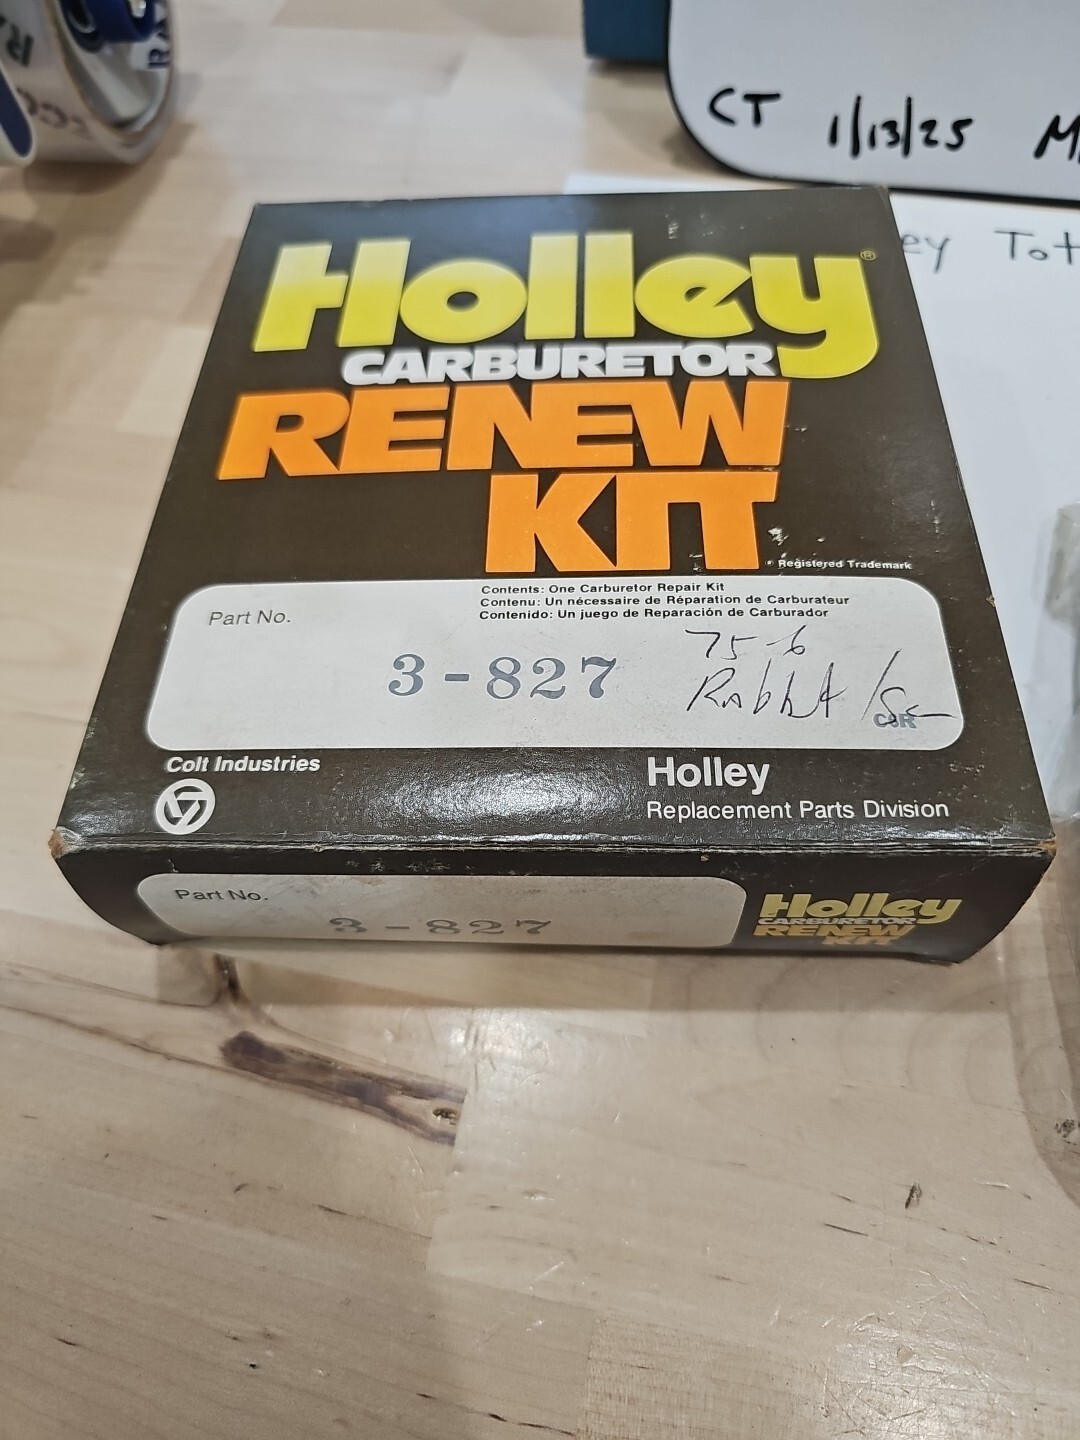 CT 1/13/25
ey Tot
Holley®
CARBURETOR
RENEW
KIT
® Registered Trademark
Contents: One Carburetor Repair Kit
Contenu: Un nécessaire de Réparation de Carburateur
Contenido: Un juego de Reparación de Carburador
Part No.
3-827
75-6
Rabbit
Colt Industries
Holley
Replacement Parts Division
Part No.
3-827
Holley
CARBURETOR
RENEW
KIT